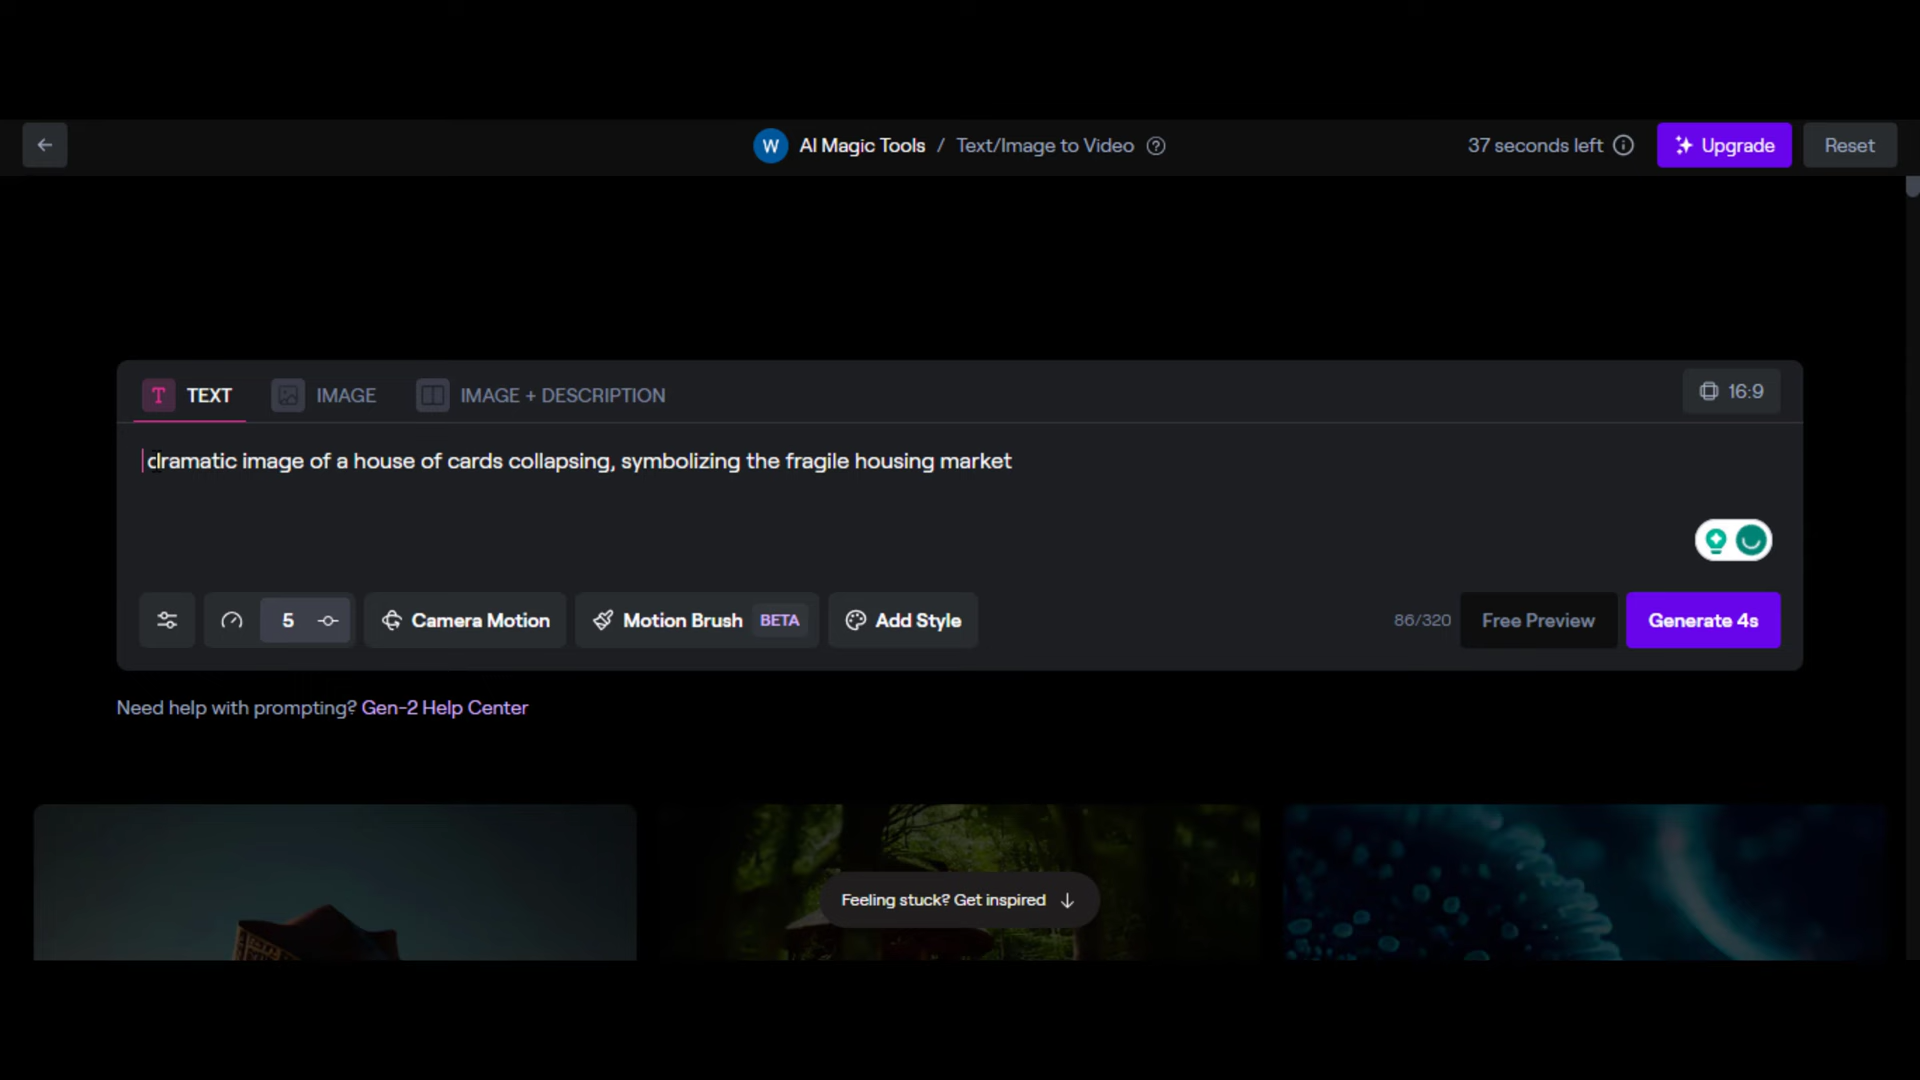 W AI Magic Tools / Text/Image to Video
37 seconds left
Upgrade
Reset
T TEXT
IMAGE
IMAGE + DESCRIPTION
16:9
dramatic image of a house of cards collapsing, symbolizing the fragile housing market
5
Camera Motion
Motion Brush BETA
Add Style
86/320
Free Preview
Generate 4s
Need help with prompting? Gen-2 Help Center
Feeling stuck? Get inspired ↓